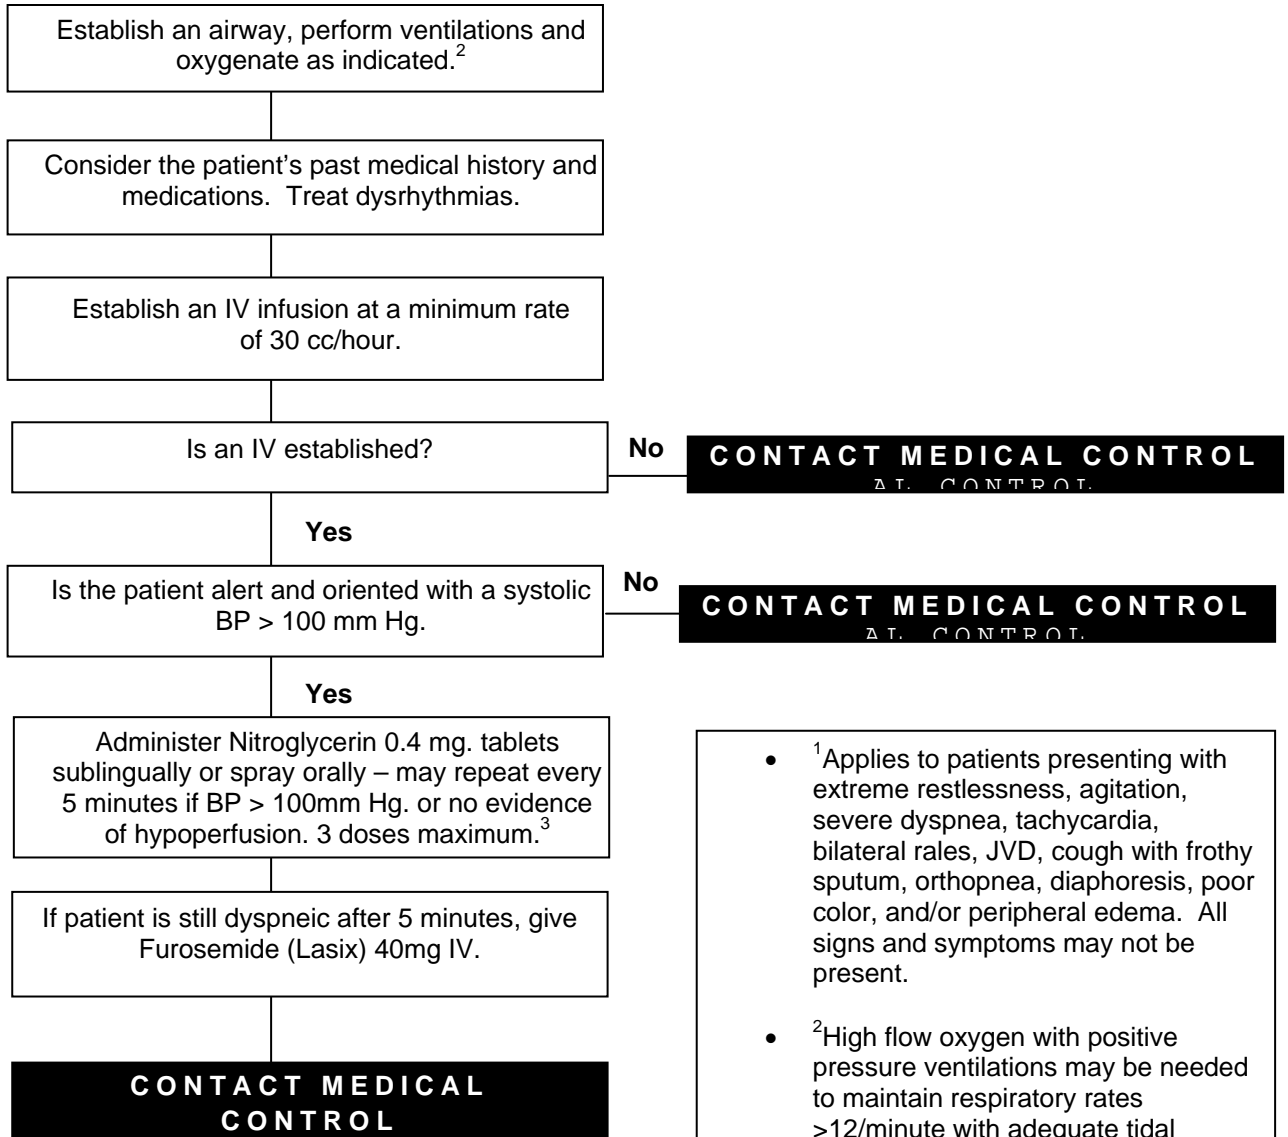 Establish an airway, perform ventilations and
oxygenate as indicated.2
Consider the patient's past medical history and
medications.  Treat dysrhythmias.
Establish an IV infusion at a minimum rate
of 30 cc/hour.
Is an IV established?
No
CONTACT MEDICAL CONTROL
AL CONTROL
Yes
Is the patient alert and oriented with a systolic
BP > 100 mm Hg.
No
CONTACT MEDICAL CONTROL
AL CONTROL
Yes
Administer Nitroglycerin 0.4 mg. tablets
sublingually or spray orally – may repeat every
5 minutes if BP > 100mm Hg. or no evidence
of hypoperfusion. 3 doses maximum.3
If patient is still dyspneic after 5 minutes, give
Furosemide (Lasix) 40mg IV.
CONTACT MEDICAL
CONTROL
• 1Applies to patients presenting with
extreme restlessness, agitation,
severe dyspnea, tachycardia,
bilateral rales, JVD, cough with frothy
sputum, orthopnea, diaphoresis, poor
color, and/or peripheral edema.  All
signs and symptoms may not be
present.
• 2High flow oxygen with positive
pressure ventilations may be needed
to maintain respiratory rates
>12/minute with adequate tidal